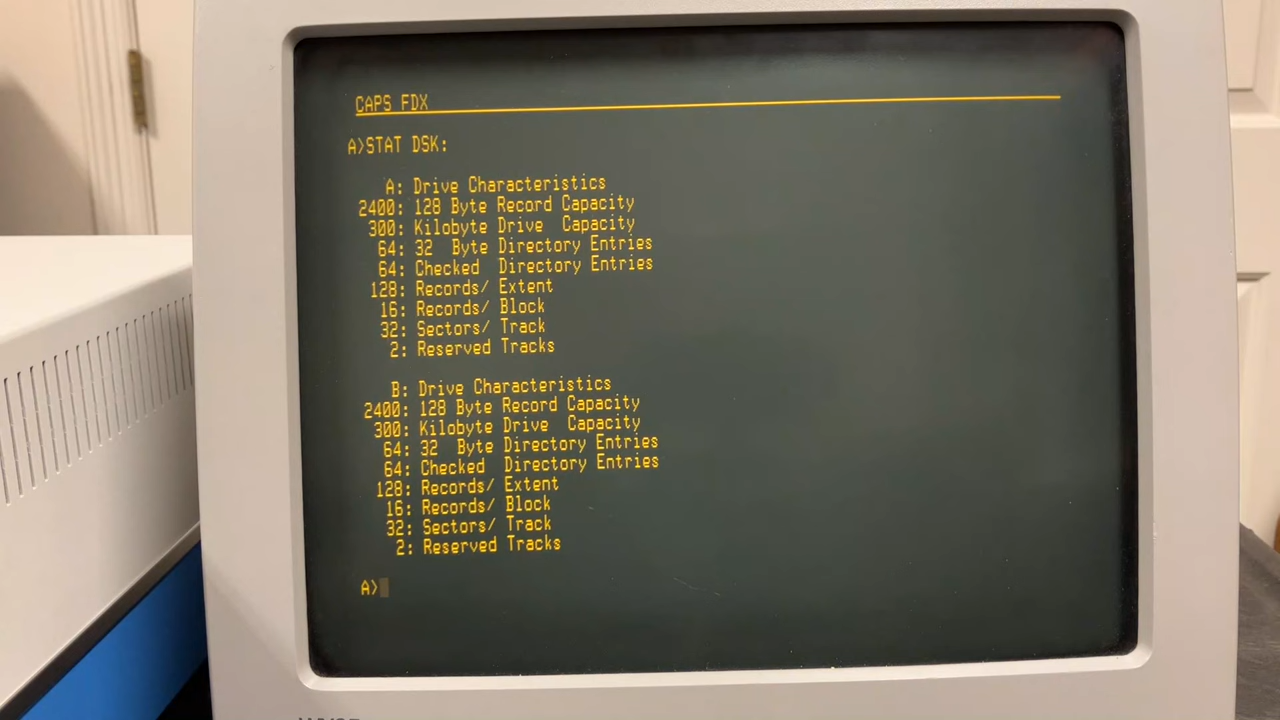 CAPS FDX
A>STAT DSK:
A: Drive Characteristics
2400: 128 Byte Record Capacity
300: Kilobyte Drive  Capacity
64: 32  Byte Directory Entries
64: Checked  Directory Entries
128: Records/ Extent
16: Records/ Block
32: Sectors/ Track
2: Reserved Tracks
B: Drive Characteristics
2400: 128 Byte Record Capacity
300: Kilobyte Drive  Capacity
64: 32  Byte Directory Entries
64: Checked  Directory Entries
128: Records/ Extent
16: Records/ Block
32: Sectors/ Track
2: Reserved Tracks
A>